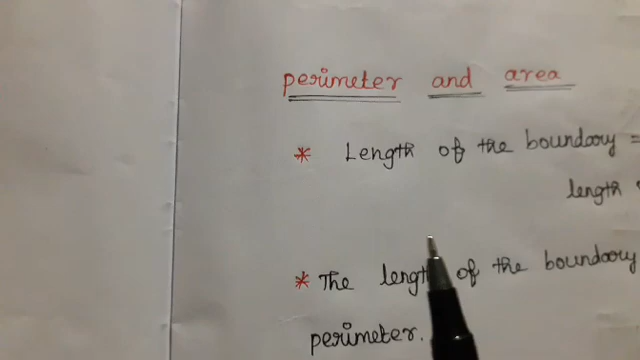 perimeter and area
* Length of the boundary =
length
* The length of the boundary
perimeter.